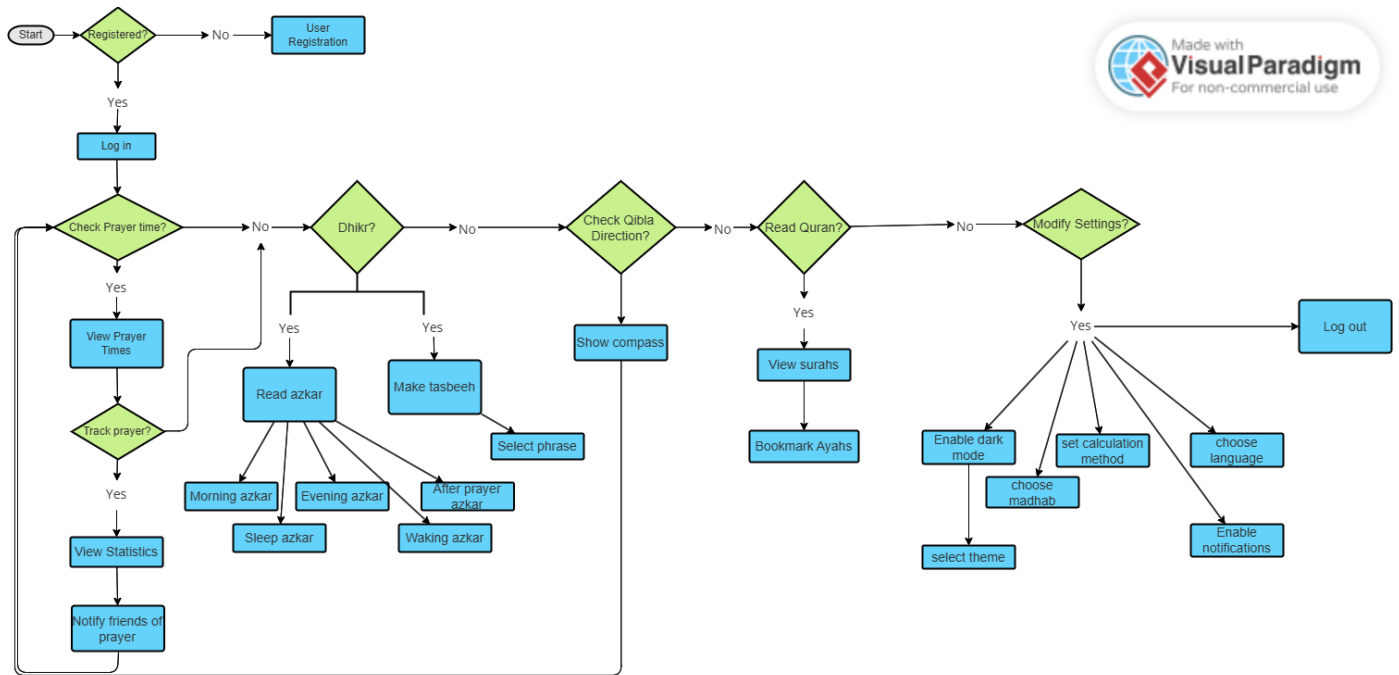 Start
Registered?
No
User
Registration
Made with
Visual Paradigm
For non-commercial use
Yes
Log in
Check Prayer time?
No
Dhikr?
No
Check Qibla
Direction?
No
Read Quran?
No
Modify Settings?
Yes
View Prayer
Times
Track prayer?
Yes
View Statistics
Notify friends of
prayer
Yes
Yes
Read azkar
Make tasbeeh
Select phrase
Morning azkar
Evening azkar
After prayer
azkar
Sleep azkar
Waking azkar
Show compass
Yes
View surahs
Bookmark Ayahs
Yes
Log out
Enable dark
mode
set calculation
method
choose
language
choose
madhab
Enable
notifications
select theme